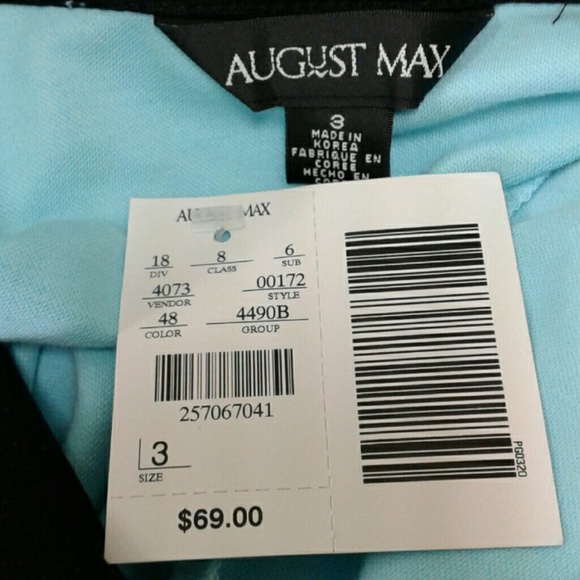 AUGUST MAX
3
MADE IN
KOREA
FABRIQUE EN
COREE
HECHO EN
AU MAX
18 8 6
DIV CLASS SUB
4073 00172
VENDOR STYLE
48 4490B
COLOR GROUP
257067041
3
SIZE
$69.00
PG0320